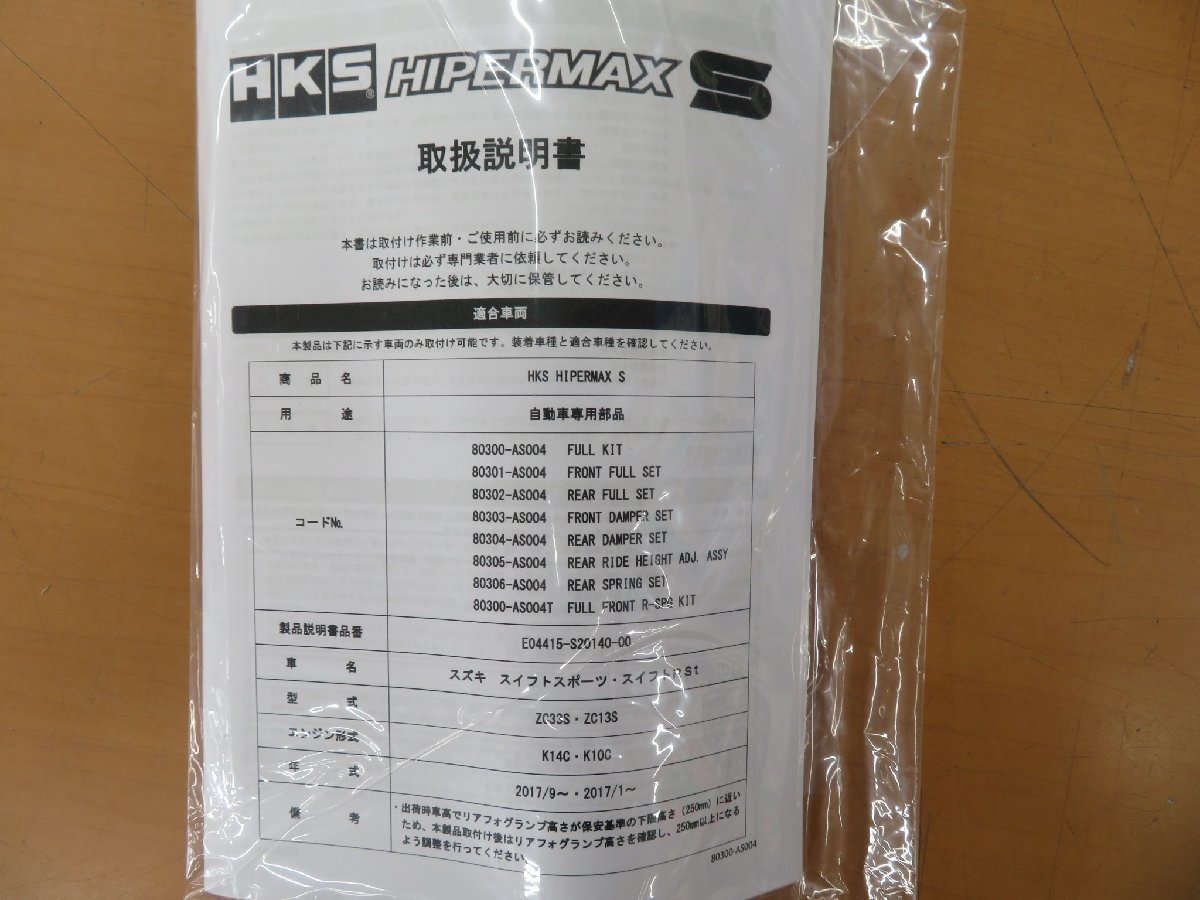 HKS® HIPERMAX S
取扱説明書
本書は取付け作業前・ご使用前に必ずお読みください。
取付けは必ず専門業者に依頼してください。
お読みになった後は、大切に保管してください。
適合車両
本製品は下記に示す車両のみ取付け可能です。装着車種と適合車種を確認してください。
商品名 HKS HIPERMAX S
用途 自動車専用部品
コード№
80300-AS004 FULL KIT
80301-AS004 FRONT FULL SET
80302-AS004 REAR FULL SET
80303-AS004 FRONT DAMPER SET
80304-AS004 REAR DAMPER SET
80305-AS004 REAR RIDE HEIGHT ADJ. ASSY
80306-AS004 REAR SPRING SET
80300-AS004T FULL FRONT R-SPG KIT
製品説明書品番 E04415-S20140-00
車名 スズキ スイフトスポーツ・スイフトRSt
型式 ZC33S・ZC13S
エンジン形式 K14C・K10C
年式 2017/9～・2017/1～
備考
・出荷時車高でリアフォグランプ高さが保安基準の下限高さ（250㎜）に近い
ため、本製品取付け後はリアフォグランプ高さを確認し、250㎜以上になる
よう調整を行ってください。
80300-AS004